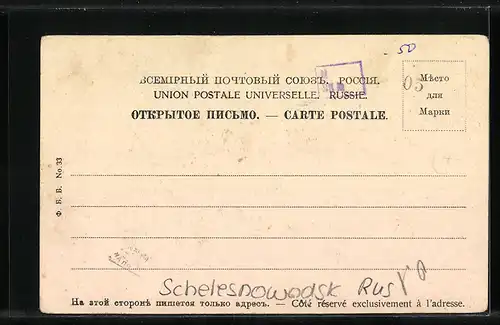 50
ВСЕМІРНЫЙ ПОЧТОВЫЙ СОЮЗЪ. РОССІЯ.
UNION POSTALE UNIVERSELLE. RUSSIE.
ОТКРЫТОЕ ПИСЬМО. — CARTE POSTALE.
05
Мѣсто
для
Марки
Ф. Б. В. No. 33
Schelesnowodsk Rus
На этой сторонѣ пишется только адресъ. — Côté réservé exclusivement à l'adresse.